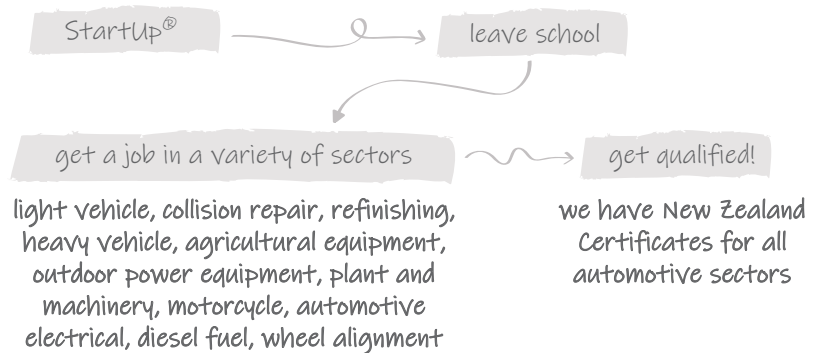 StartUp®
leave school
get a job in a variety of sectors
get qualified!
light vehicle, collision repair, refinishing,
heavy vehicle, agricultural equipment,
outdoor power equipment, plant and
machinery, motorcycle, automotive
electrical, diesel fuel, wheel alignment
we have New Zealand
Certificates for all
automotive sectors